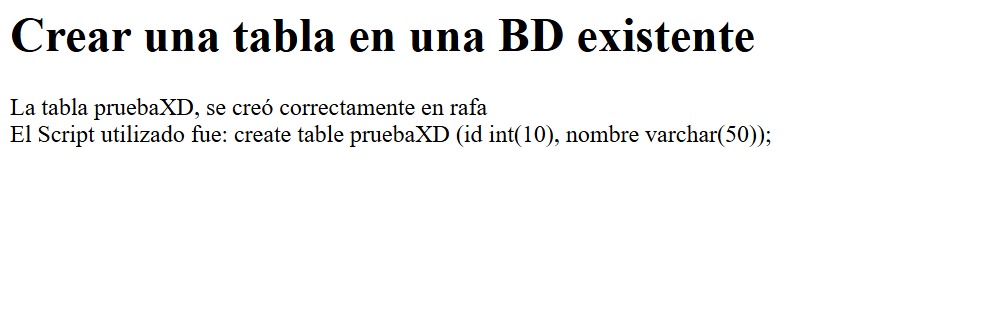 Crear una tabla en una BD existente
La tabla pruebaXD, se creó correctamente en rafa
El Script utilizado fue: create table pruebaXD (id int(10), nombre varchar(50));